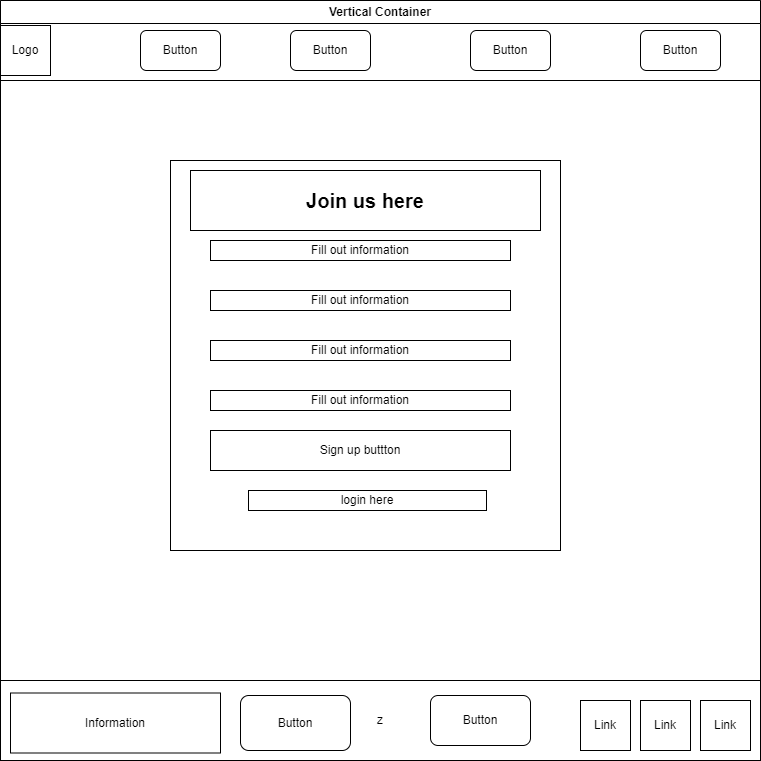 Vertical Container
Logo
Button
Button
Button
Button
Join us here
Fill out information
Fill out information
Fill out information
Fill out information
Sign up buttton
login here
Information
Button
z
Button
Link
Link
Link